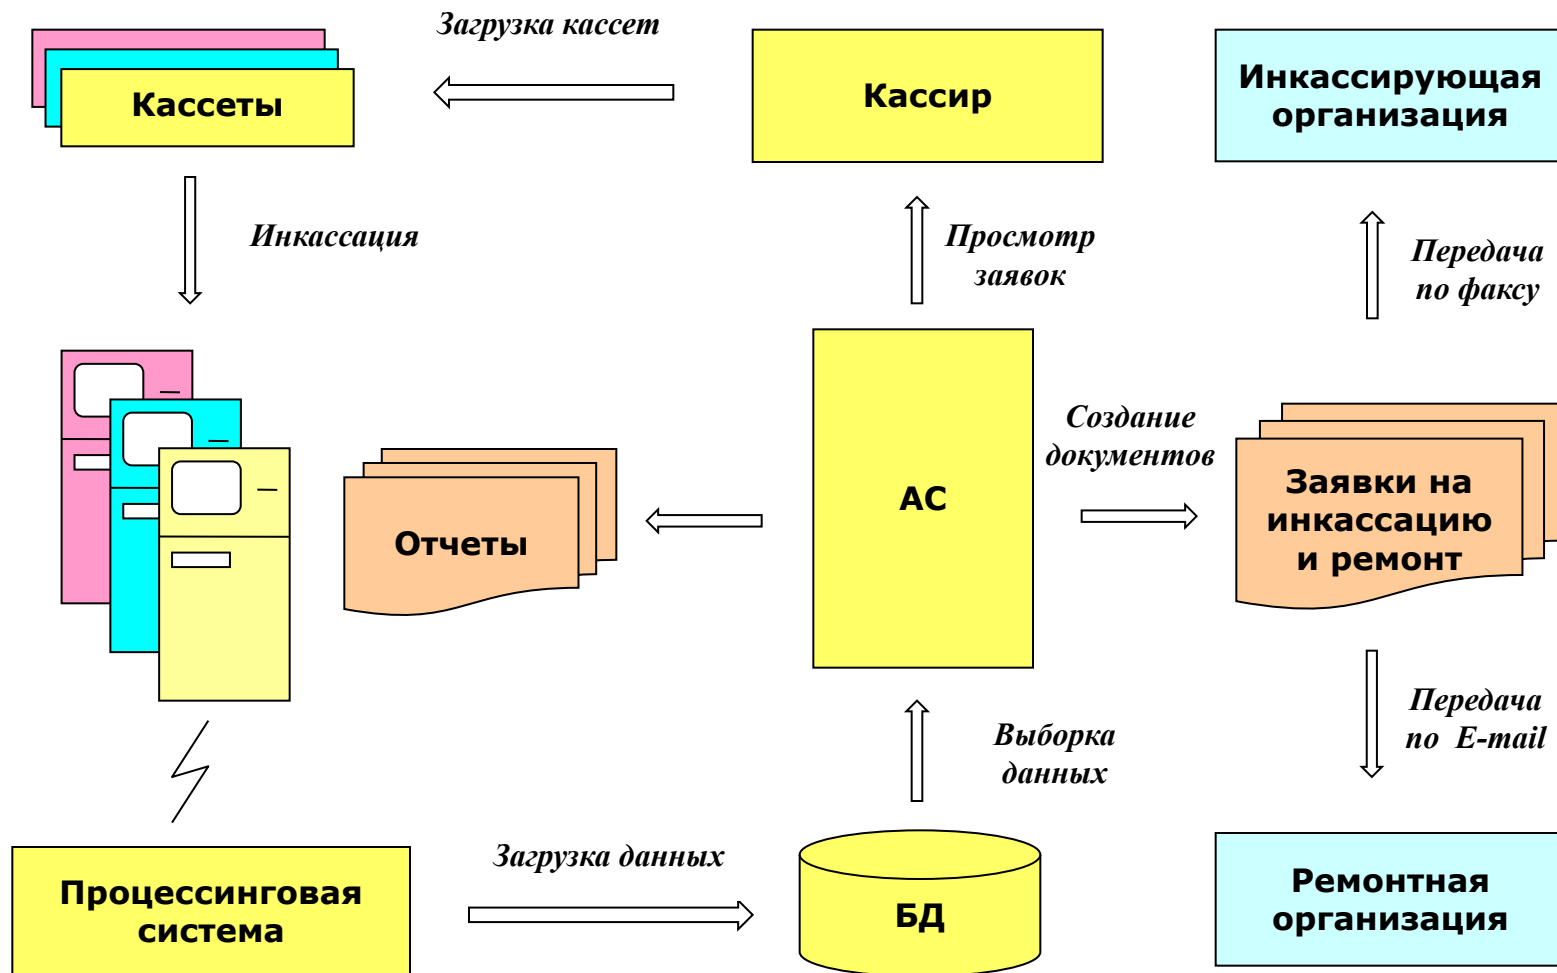 Загрузка кассет
Кассеты
Кассир
Инкассирующая
организация
Инкассация
Просмотр
заявок
Передача
по факсу
Отчеты
АС
Создание
документов
Заявки на
инкассацию
и ремонт
Передача
по E-mail
Выборка
данных
Процессинговая
система
Загрузка данных
БД
Ремонтная
организация